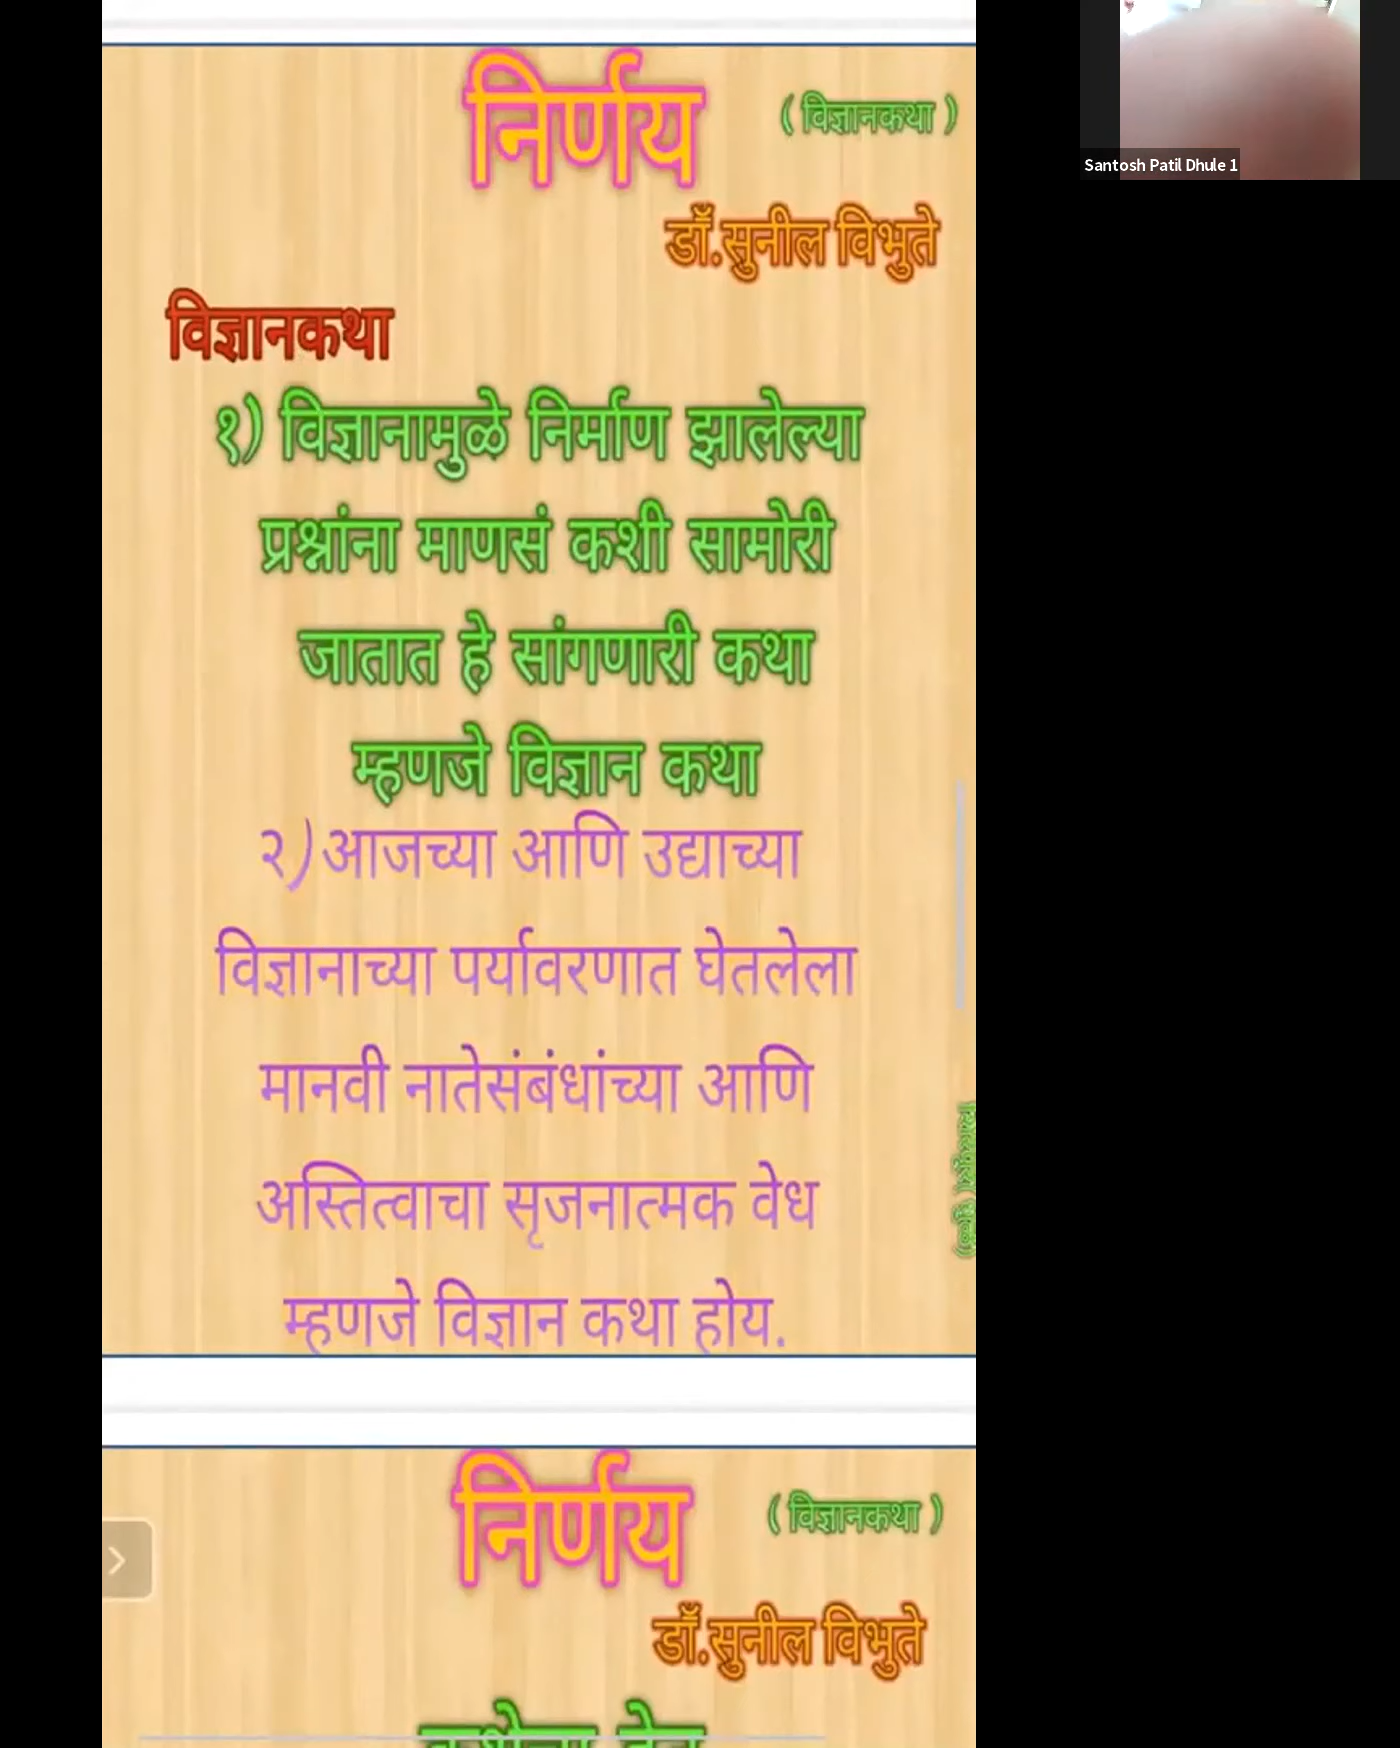 निर्णय
( विज्ञानकथा )
Santosh Patil Dhule 1
डॉ.सुनील विभुते
विज्ञानकथा
१) विज्ञानामुळे निर्माण झालेल्या
प्रश्नांना माणसं कशी सामोरी
जातात हे सांगणारी कथा
म्हणजे विज्ञान कथा
२)आजच्या आणि उद्याच्या
विज्ञानाच्या पर्यावरणात घेतलेला
मानवी नातेसंबंधांच्या आणि
अस्तित्वाचा सृजनात्मक वेध
म्हणजे विज्ञान कथा होय.
निर्णय
( विज्ञानकथा )
डॉ.सुनील विभुते